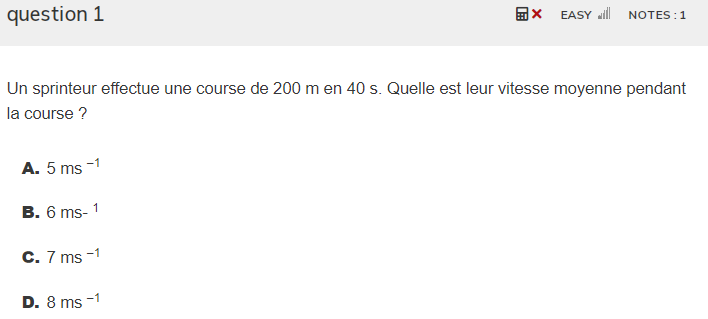 question 1 EASY NOTES : 1
Un sprinteur effectue une course de 200 m en 40 s. Quelle est leur vitesse moyenne pendant
la course ?
A. 5 ms ⁻¹
B. 6 ms- ¹
C. 7 ms ⁻¹
D. 8 ms ⁻¹